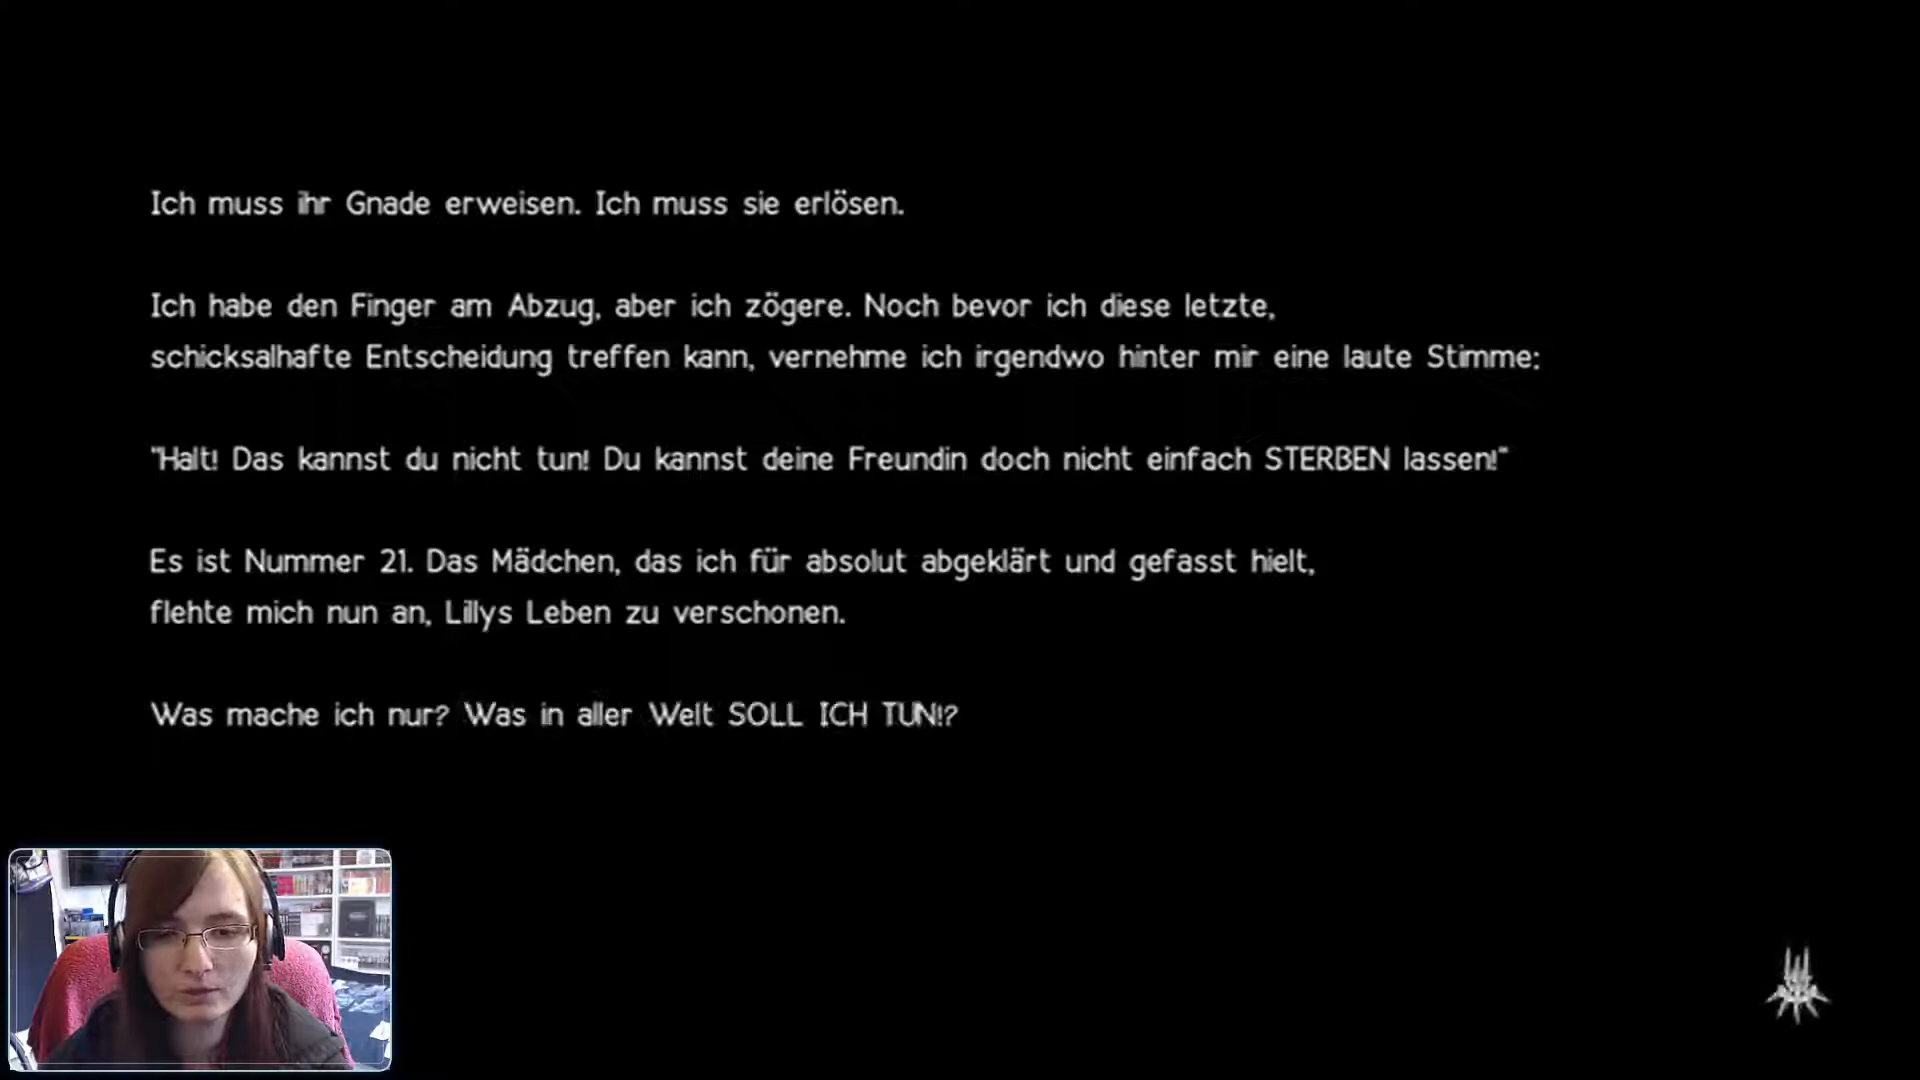 Ich muss ihr Gnade erweisen. Ich muss sie erlösen.
Ich habe den Finger am Abzug, aber ich zögere. Noch bevor ich diese letzte,
schicksalhafte Entscheidung treffen kann, vernehme ich irgendwo hinter mir eine laute Stimme:
"Halt! Das kannst du nicht tun! Du kannst deine Freundin doch nicht einfach STERBEN lassen!"
Es ist Nummer 21. Das Mädchen, das ich für absolut abgeklärt und gefasst hielt,
flehte mich nun an, Lillys Leben zu verschonen.
Was mache ich nur? Was in aller Welt SOLL ICH TUN!?